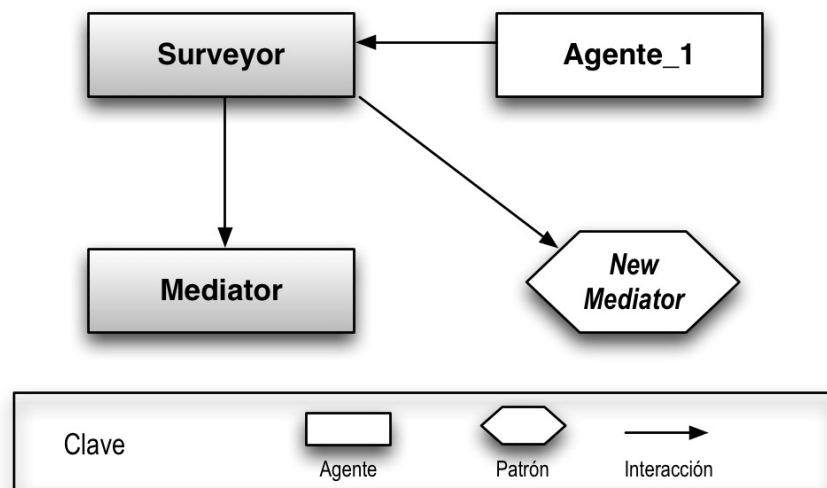 Surveyor
Agente_1
Mediator
New
Mediator
Clave
Agente
Patrón
Interacción